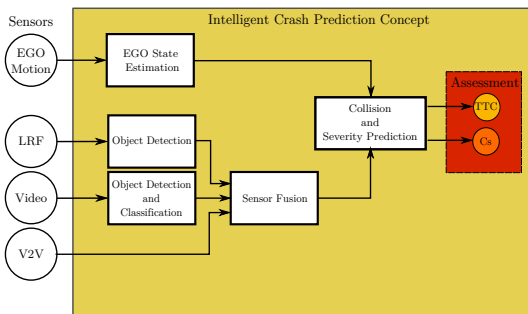 Sensors
Intelligent Crash Prediction Concept
EGO
Motion
EGO State
Estimation
Assessment
TTC
Collision
and
Severity Prediction
Cs
LRF
Object Detection
Video
Object Detection
and
Classification
Sensor Fusion
V2V